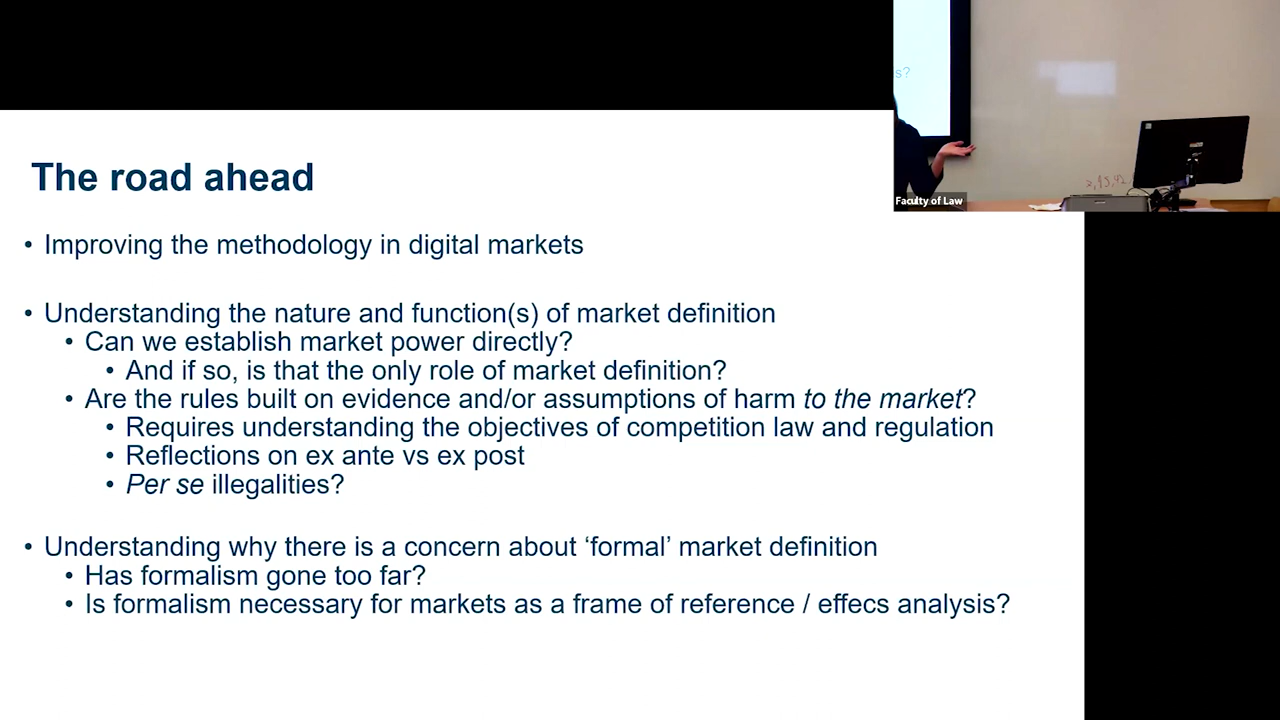 s?
Faculty of Law
The road ahead
• Improving the methodology in digital markets
• Understanding the nature and function(s) of market definition
• Can we establish market power directly?
• And if so, is that the only role of market definition?
• Are the rules built on evidence and/or assumptions of harm to the market?
• Requires understanding the objectives of competition law and regulation
• Reflections on ex ante vs ex post
• Per se illegalities?
• Understanding why there is a concern about ‘formal’ market definition
• Has formalism gone too far?
• Is formalism necessary for markets as a frame of reference / effecs analysis?